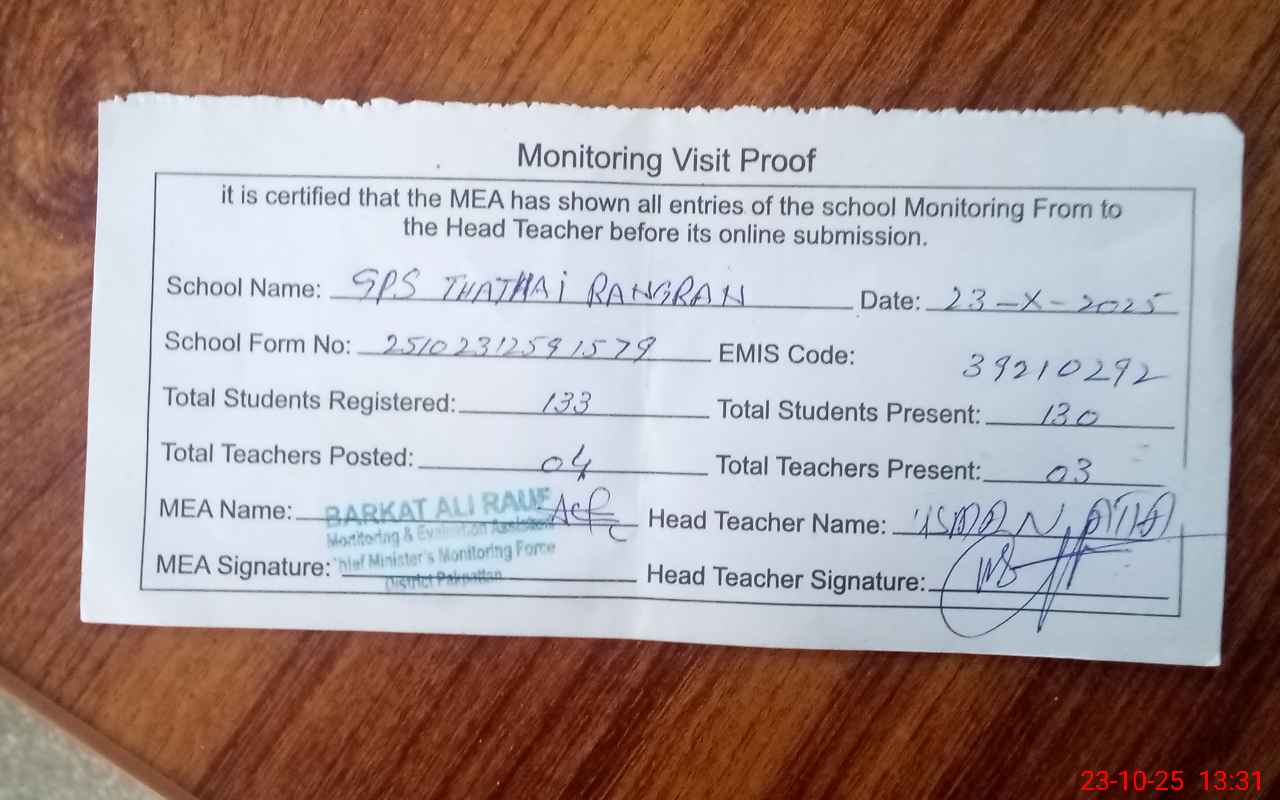 Monitoring Visit Proof
it is certified that the MEA has shown all entries of the school Monitoring From to
the Head Teacher before its online submission.
School Name: GPS THATHAI RANGRAN Date: 23-X-2025
School Form No: 25102312591579 EMIS Code: 39210292
Total Students Registered: 133 Total Students Present: 130
Total Teachers Posted: 04 Total Teachers Present: 03
MEA Name: BARKAT ALI RAUF Head Teacher Name:
Monitoring & Evaluation Assistant
MEA Signature: Chief Minister's Monitoring Force Head Teacher Signature:
District Pakpattan
23-10-25 13:31